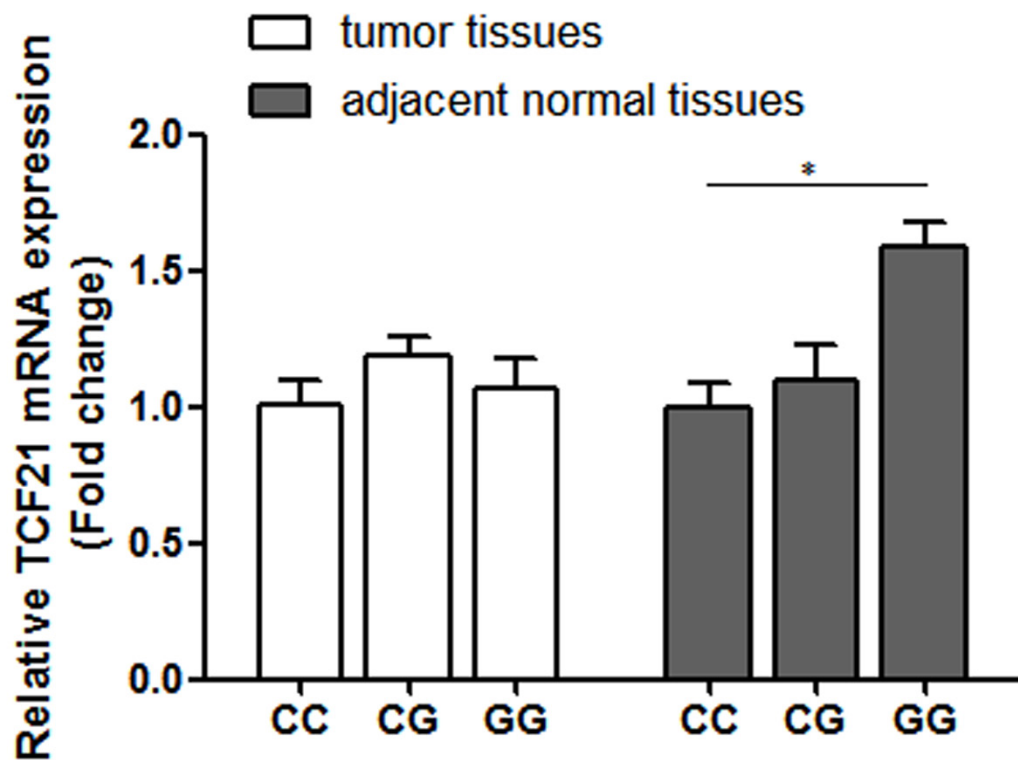 tumor tissues
adjacent normal tissues
Relative TCF21 mRNA expression
(Fold change)
2.0
1.5
1.0
0.5
0.0
*
CC CG GG CC CG GG